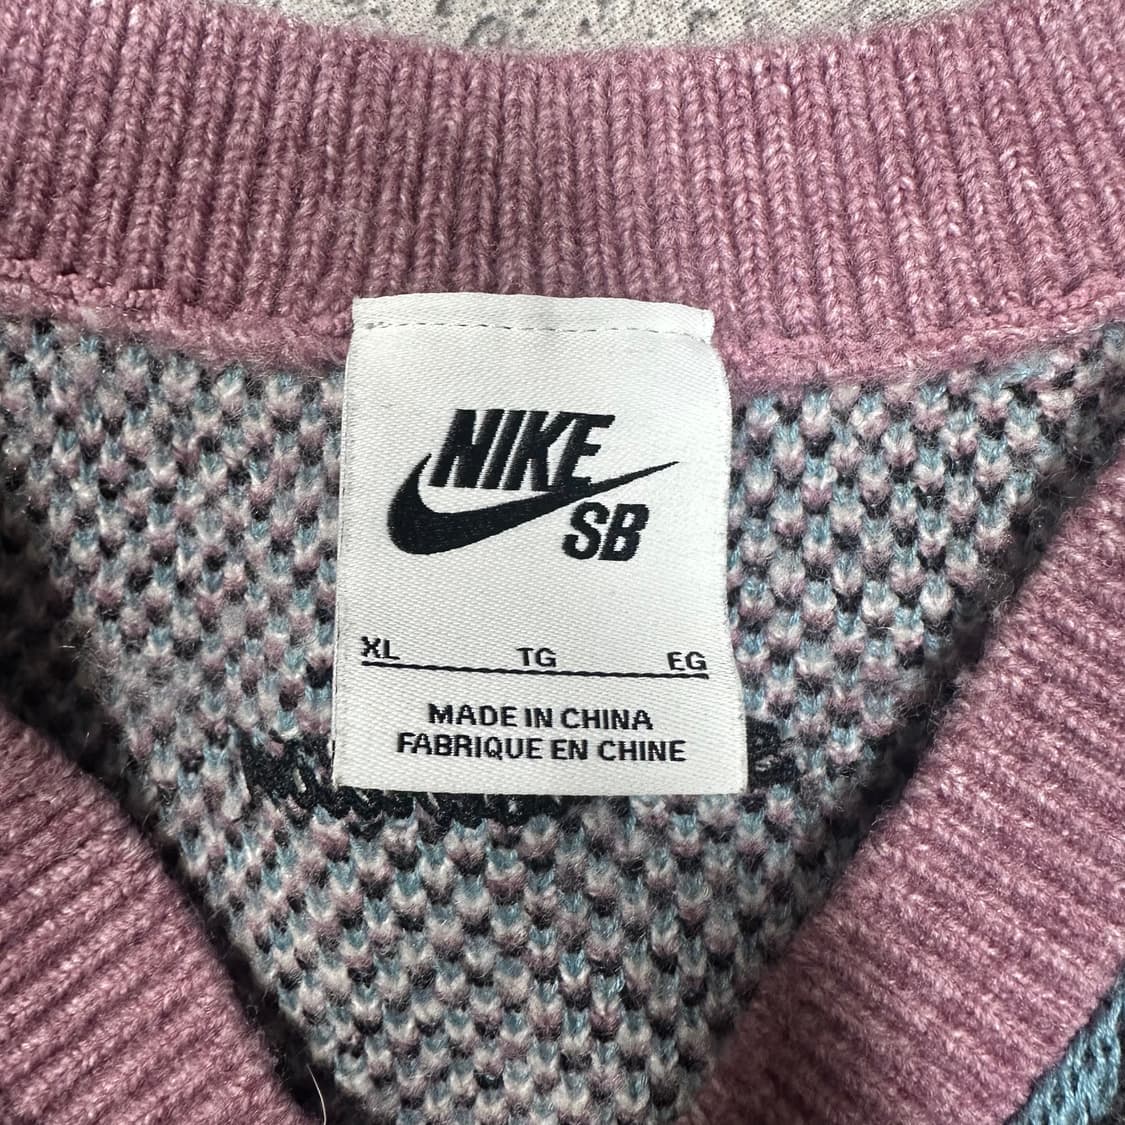 NIKE
SB
XL TG EG
MADE IN CHINA
FABRIQUE EN CHINE